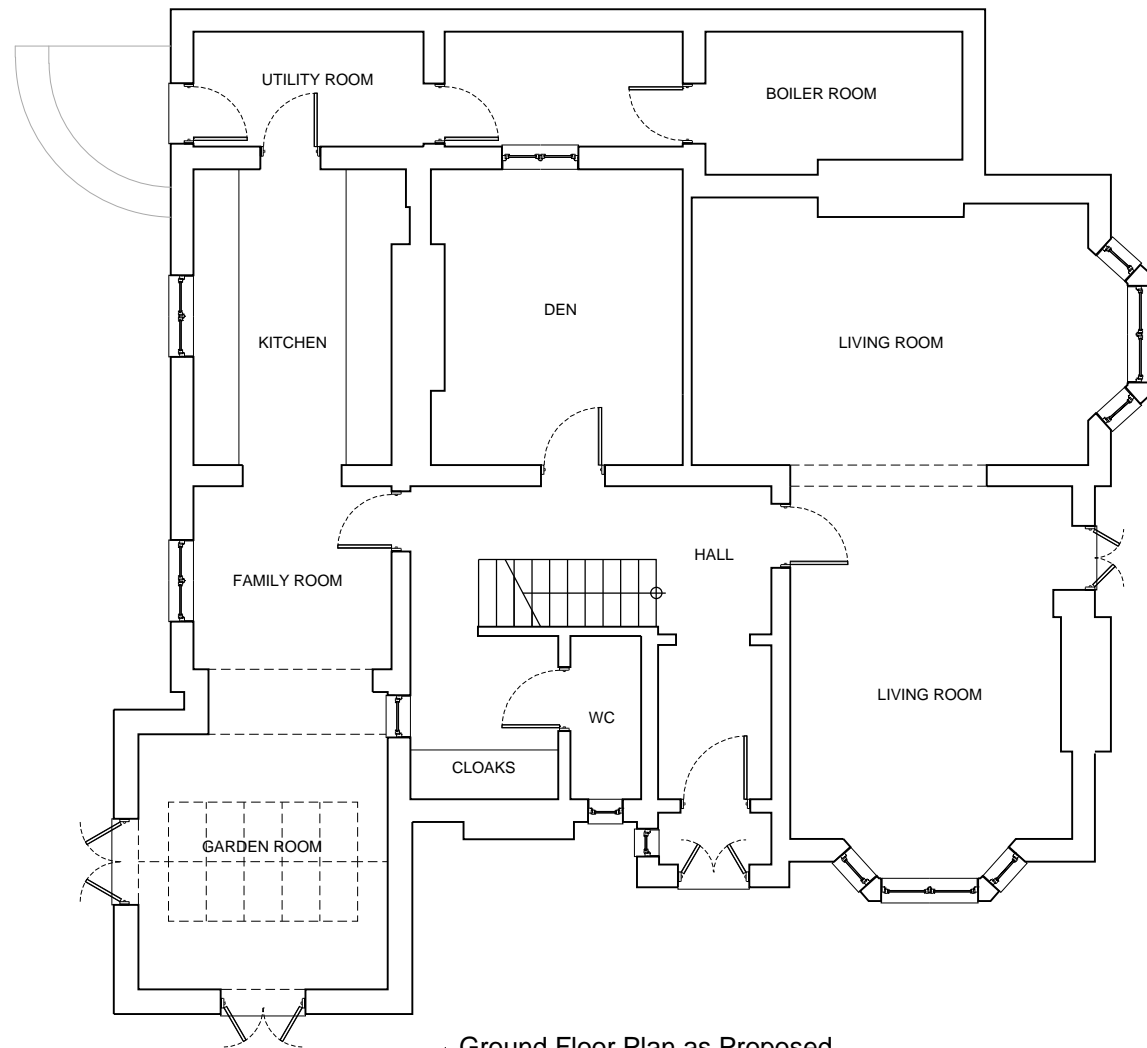 UTILITY ROOM
BOILER ROOM
DEN
KITCHEN
LIVING ROOM
HALL
FAMILY ROOM
LIVING ROOM
WC
CLOAKS
GARDEN ROOM
Ground Floor Plan as Proposed